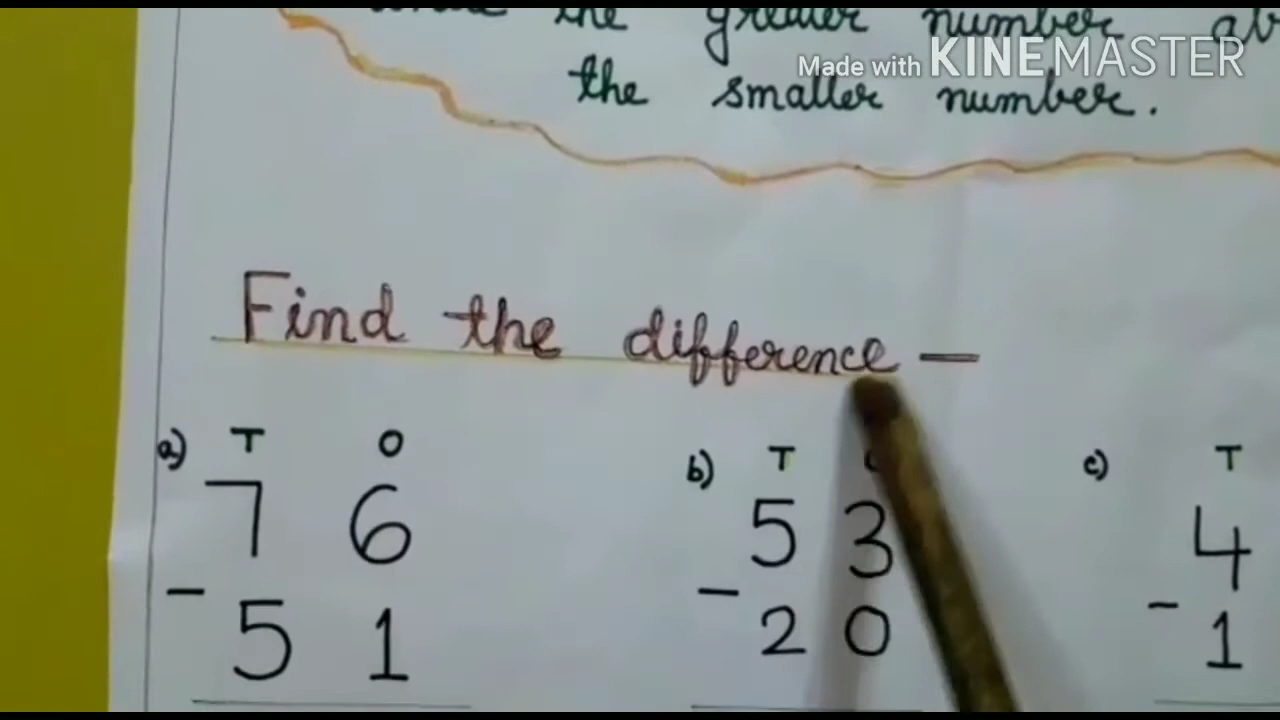 the greater number
Made with KINEMASTER
the smaller number.
Find the difference —
a) T O b) T c) T
7 6 5 3 4
- 5 1 - 2 0 - 1